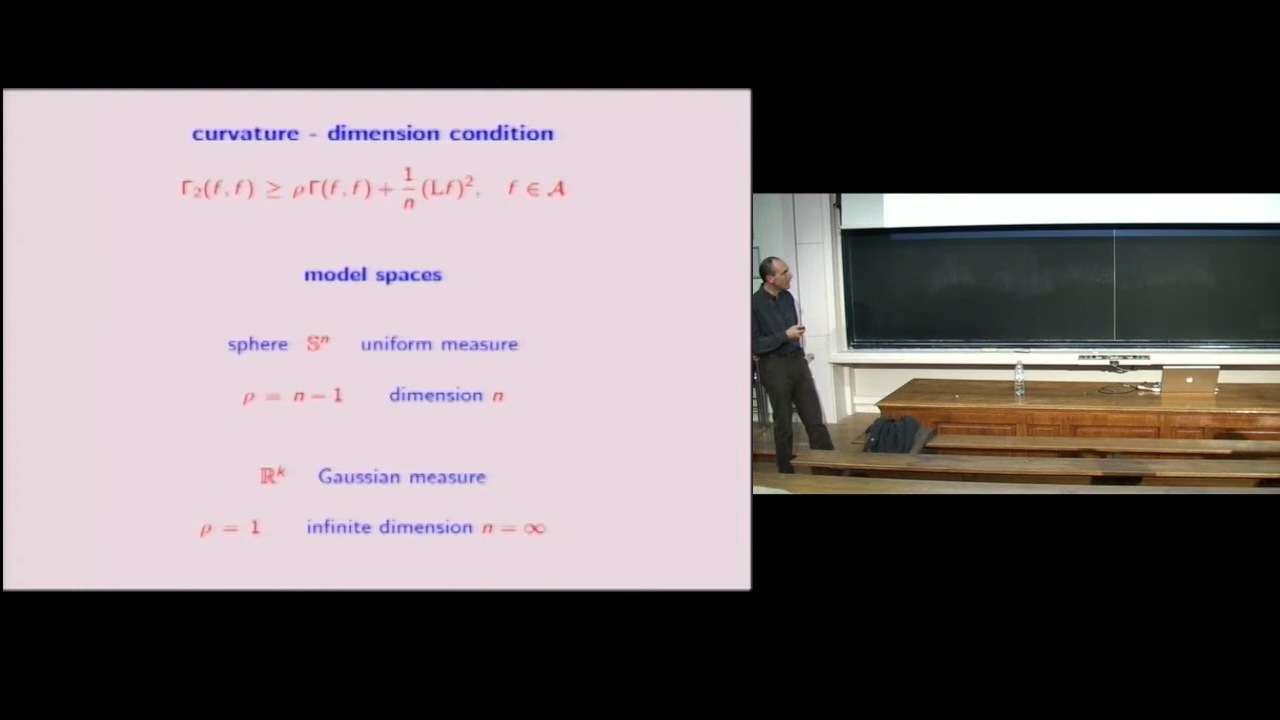 curvature - dimension condition
Γ₂(f, f) ≥ ρ Γ(f, f) + 1/n (Lf)², f ∈ 𝒜
model spaces
sphere 𝕊ⁿ uniform measure
ρ = n − 1 dimension n
ℝᵏ Gaussian measure
ρ = 1 infinite dimension n = ∞